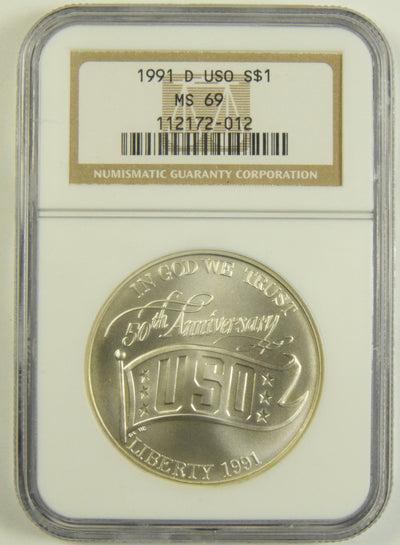 1991 D USO S$1
MS 69
112172-012
NUMISMATIC GUARANTY CORPORATION
IN GOD WE TRUST
50th Anniversary
USO
LIBERTY 1991